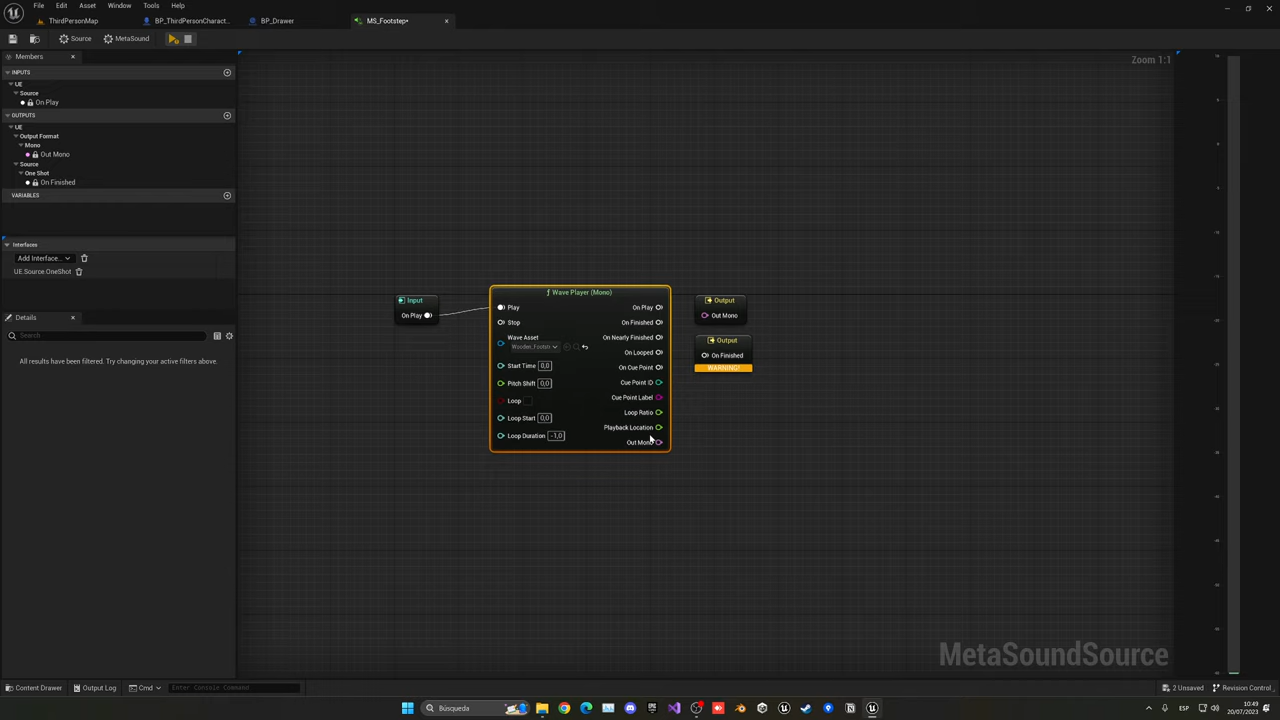 File Edit Asset Window Tools Help
ThirdPersonMap
BP_ThirdPersonCharact...
BP_Drawer
MS_Footstep*
Source
MetaSound
Members
INPUTS
UE
Source
On Play
OUTPUTS
UE
Output Format
Mono
Out Mono
Source
One Shot
On Finished
VARIABLES
Interfaces
Add Interface...
UE.Source.OneShot
Details
Search
All results have been filtered. Try changing your active filters above.
Zoom 1:1
Input
On Play
Wave Player (Mono)
Play
Stop
Wave Asset
Wooden_Footste
Start Time 0,0
Pitch Shift 0,0
Loop
Loop Start 0,0
Loop Duration -1,0
On Play
On Finished
On Nearly Finished
On Looped
On Cue Point
Cue Point ID
Cue Point Label
Loop Ratio
Playback Location
Out Mono
Output
Out Mono
Output
On Finished
WARNING!
MetaSoundSource
Content Drawer
Output Log
Cmd
Enter Console Command
2 Unsaved
Revision Control
Búsqueda
ESP
10:49
20/07/2023